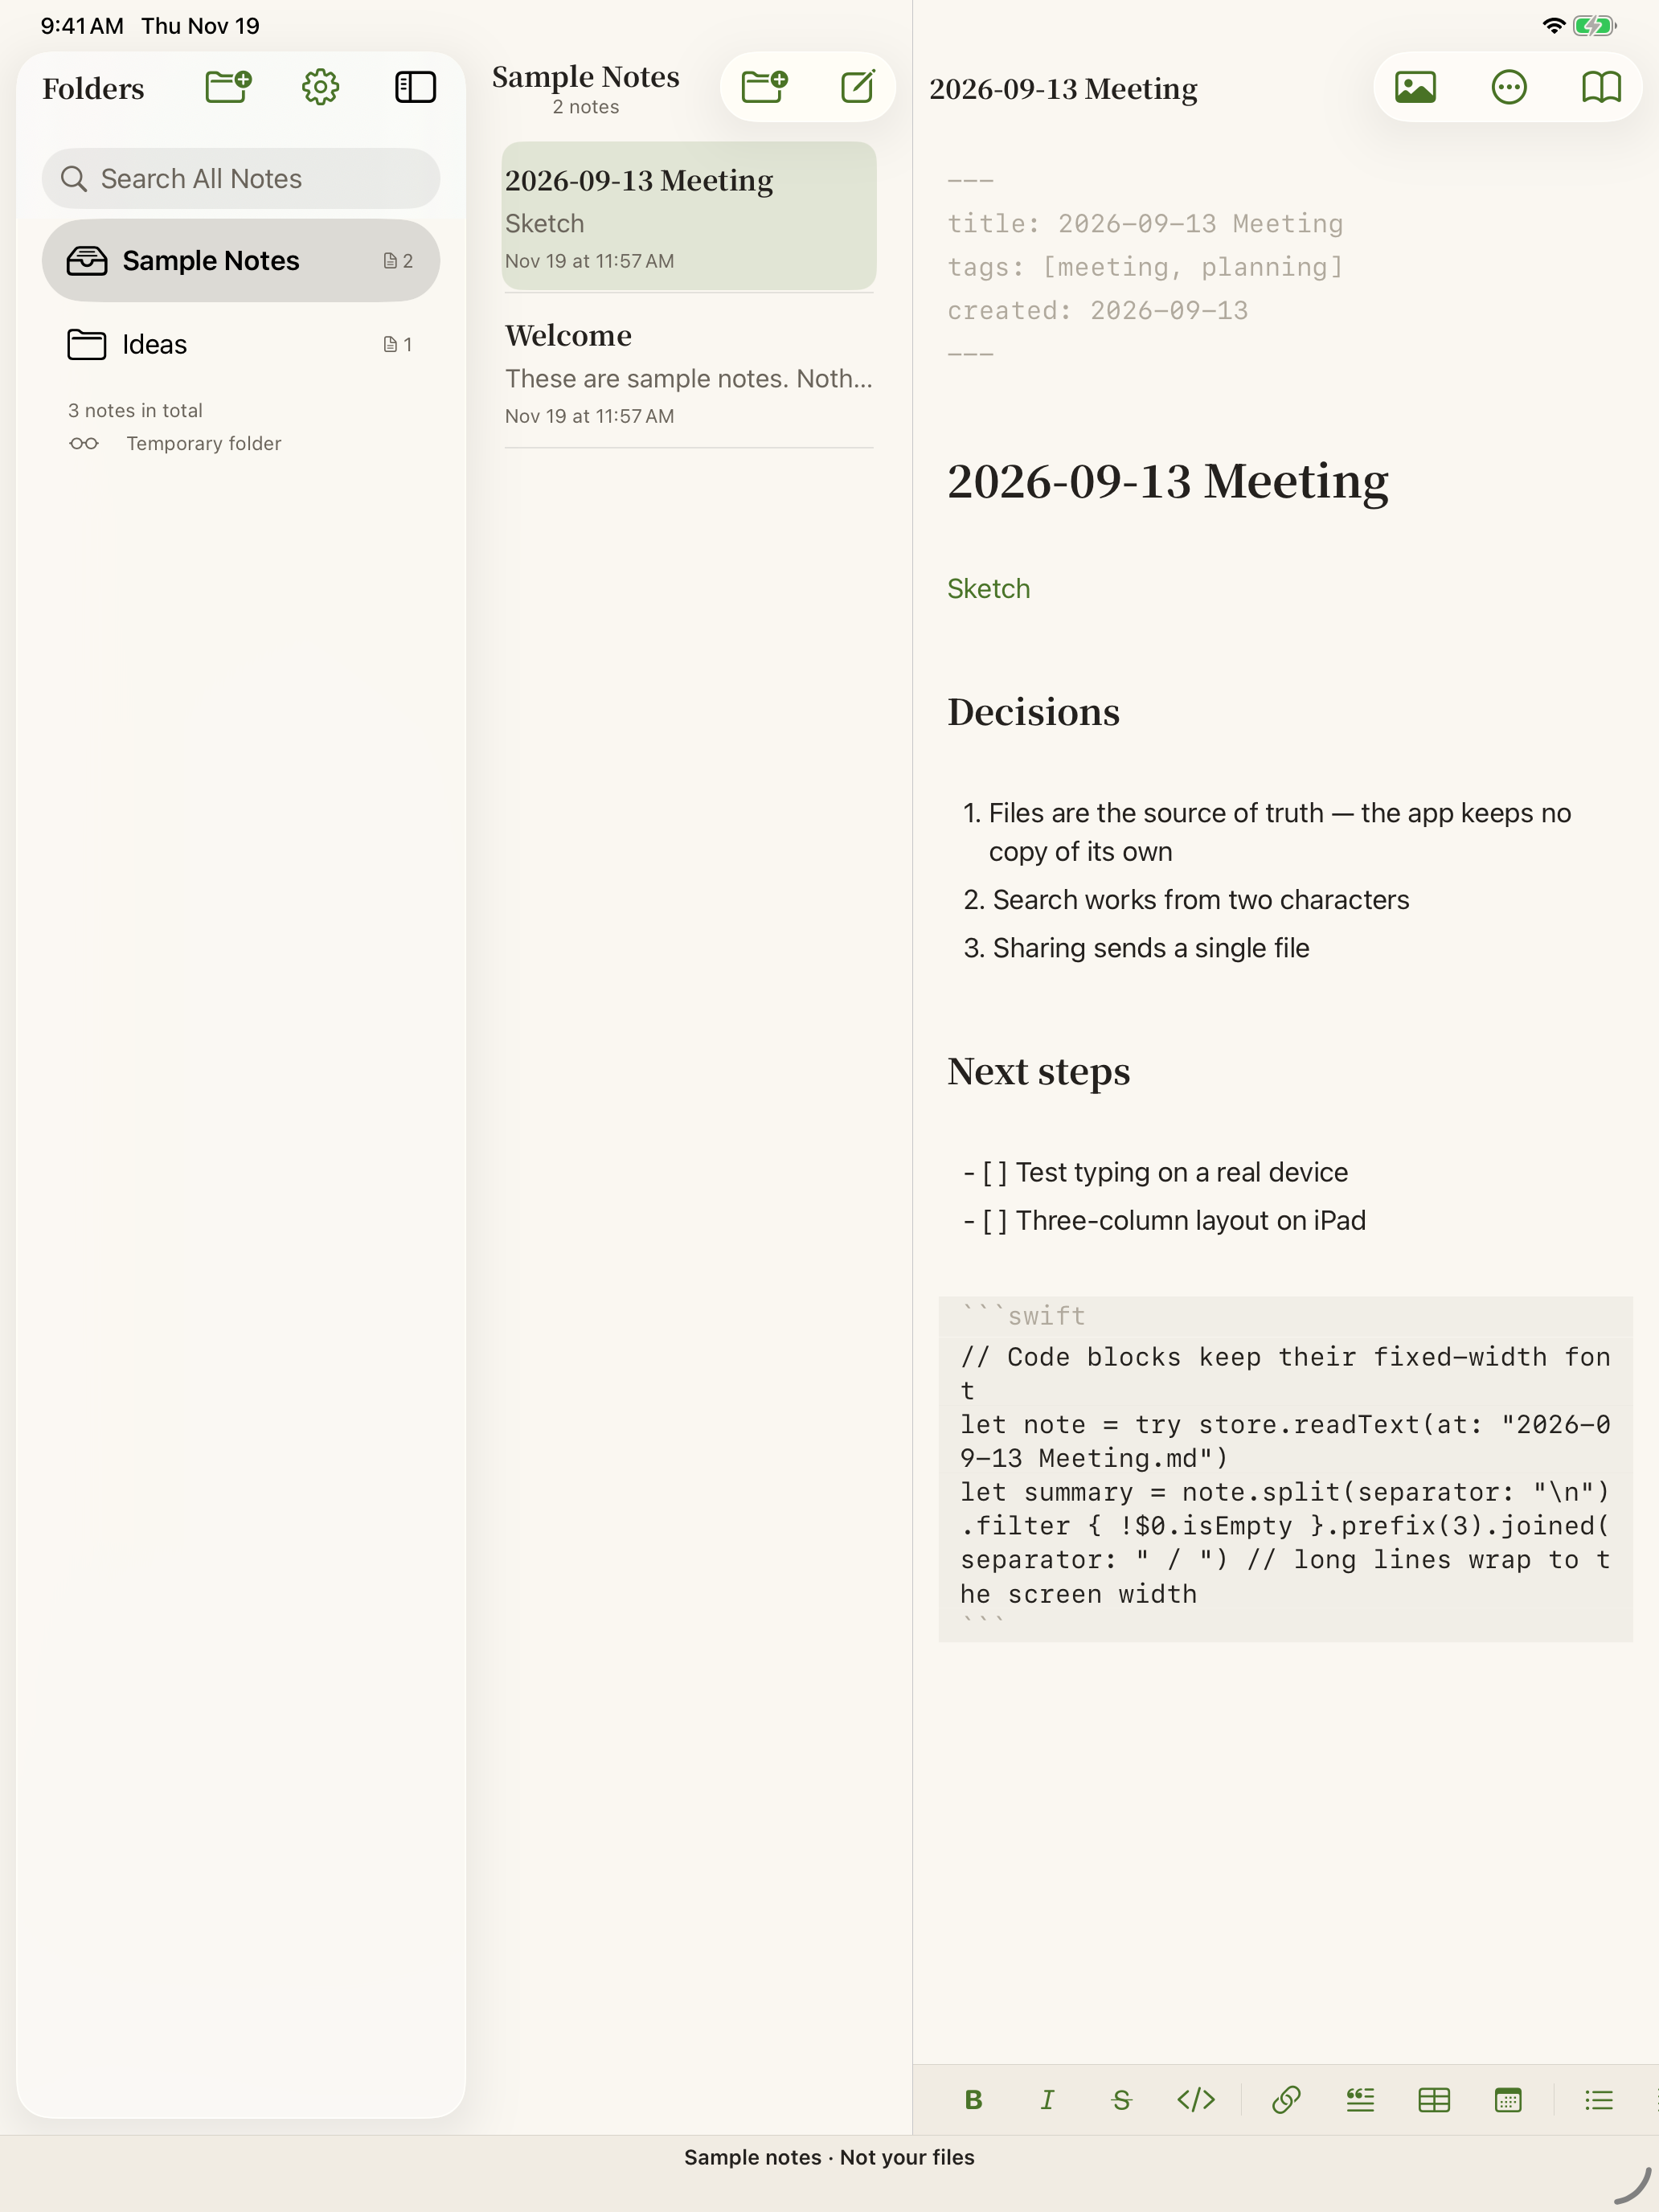 9:41 AM Thu Nov 19
Folders
Search All Notes
Sample Notes 2
Ideas 1
3 notes in total
Temporary folder
Sample Notes
2 notes
2026-09-13 Meeting
Sketch
Nov 19 at 11:57 AM
Welcome
These are sample notes. Noth...
Nov 19 at 11:57 AM
2026-09-13 Meeting
---
title: 2026-09-13 Meeting
tags: [meeting, planning]
created: 2026-09-13
---
2026-09-13 Meeting
Sketch
Decisions
1. Files are the source of truth — the app keeps no
copy of its own
2. Search works from two characters
3. Sharing sends a single file
Next steps
- [ ] Test typing on a real device
- [ ] Three-column layout on iPad
```swift
// Code blocks keep their fixed-width fon
t
let note = try store.readText(at: "2026-0
9-13 Meeting.md")
let summary = note.split(separator: "\n")
.filter { !$0.isEmpty }.prefix(3).joined(
separator: " / ") // long lines wrap to t
he screen width
```
B I S </>
Sample notes · Not your files